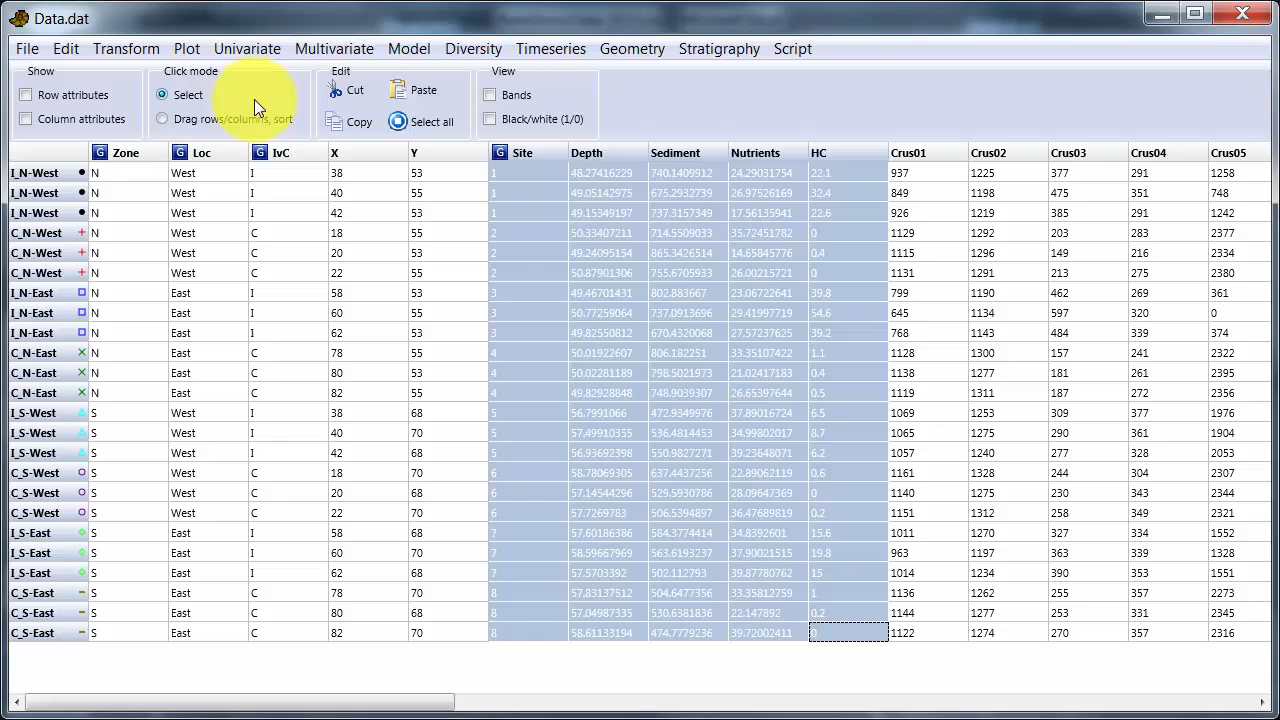 Data.dat
File Edit Transform Plot Univariate Multivariate Model Diversity Timeseries Geometry Stratigraphy Script
Show Click mode Edit View
Row attributes Select Cut Paste Bands
Column attributes Drag rows/columns, sort Copy Select all Black/white (1/0)
G Zone G Loc G IvC X Y G Site Depth Sediment Nutrients HC Crus01 Crus02 Crus03 Crus04 Crus05
I_N-West N West I 38 53 1 48.27416229 740.1409912 24.29031754 22.1 937 1225 377 291 1258
I_N-West N West I 40 55 1 49.05142975 675.2932739 26.97526169 32.4 849 1198 475 351 748
I_N-West N West I 42 53 1 49.15349197 737.3157349 17.56135941 22.6 926 1219 385 291 1242
C_N-West N West C 18 55 2 50.33407211 714.5509033 35.72451782 0 1129 1292 203 283 2377
C_N-West N West C 20 53 2 49.24095154 865.3426514 14.65845776 0.4 1115 1296 149 216 2334
C_N-West N West C 22 55 2 50.87901306 755.6705933 26.00215721 0 1131 1291 213 275 2380
I_N-East N East I 58 53 3 49.46701431 802.883667 23.06722641 39.8 799 1190 462 269 361
I_N-East N East I 60 55 3 50.77259064 737.0913696 29.41997719 54.6 645 1134 597 320 0
I_N-East N East I 62 53 3 49.82550812 670.4320068 27.57237625 39.2 768 1143 484 339 374
C_N-East N East C 78 55 4 50.01922607 806.182251 33.35107422 1.1 1128 1300 157 241 2322
C_N-East N East C 80 53 4 50.02281189 798.5021973 21.02417183 0.4 1138 1277 181 261 2395
C_N-East N East C 82 55 4 49.82928848 748.9039307 26.65397644 0.5 1119 1311 187 272 2356
I_S-West S West I 38 70 5 56.7991066 472.9349976 37.89016724 6.5 1069 1253 309 377 1976
I_S-West S West I 40 68 5 57.49910355 536.4814453 34.99802017 8.7 1065 1275 290 361 1904
I_S-West S West I 42 68 5 56.93692398 550.9827271 39.23648071 6.2 1057 1240 277 328 2053
C_S-West S West C 18 70 6 58.78069305 637.4437256 22.89062119 0.6 1161 1328 244 304 2307
C_S-West S West C 20 68 6 57.14544296 529.5930786 28.09647369 0 1140 1275 230 343 2344
C_S-West S West C 22 70 6 57.7269783 506.5394897 36.47689819 0.2 1151 1312 258 349 2321
I_S-East S East I 58 68 7 57.60186386 584.3774414 34.8392601 15.6 1011 1270 327 334 1552
I_S-East S East I 60 70 7 58.59667969 563.6193237 37.90021515 19.8 963 1197 363 339 1328
I_S-East S East I 62 68 7 57.5703392 502.112793 39.87780762 15 1014 1234 390 353 1551
C_S-East S East C 78 70 8 57.83137512 504.6477356 33.35812759 1 1136 1262 255 357 2273
C_S-East S East C 80 68 8 57.04987335 530.6381836 22.147892 0.2 1144 1277 253 331 2345
C_S-East S East C 82 70 8 58.61133194 474.7779236 39.72002411 0 1122 1274 270 357 2316